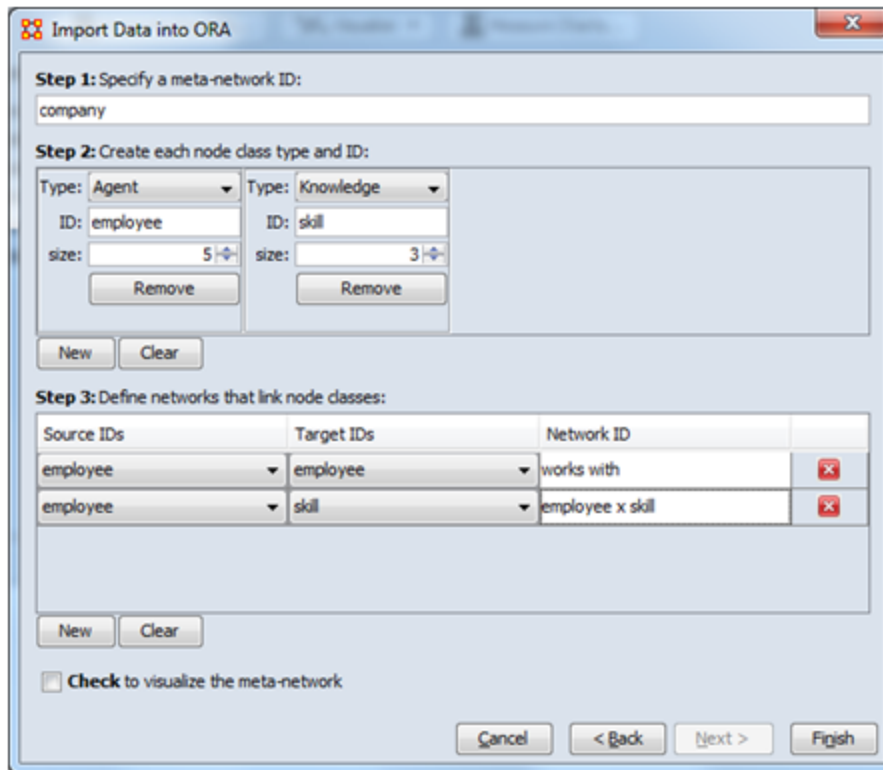 Import Data into ORA
Step 1: Specify a meta-network ID:
company
Step 2: Create each node class type and ID:
Type: Agent Type: Knowledge
ID: employee ID: skill
size: 5 size: 3
Remove Remove
New Clear
Step 3: Define networks that link node classes:
Source IDs Target IDs Network ID
employee employee works with
employee skill employee x skill
New Clear
Check to visualize the meta-network
Cancel < Back Next > Finish